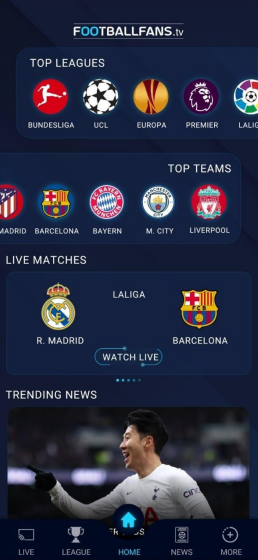 FOOTBALLFANS.tv
TOP LEAGUES
BUNDESLIGA UCL EUROPA PREMIER LALIG
TOP TEAMS
MADRID BARCELONA BAYERN M. CITY LIVERPOOL
LIVE MATCHES
LALIGA
R. MADRID BARCELONA
WATCH LIVE
TRENDING NEWS
LIVE LEAGUE HOME NEWS MORE